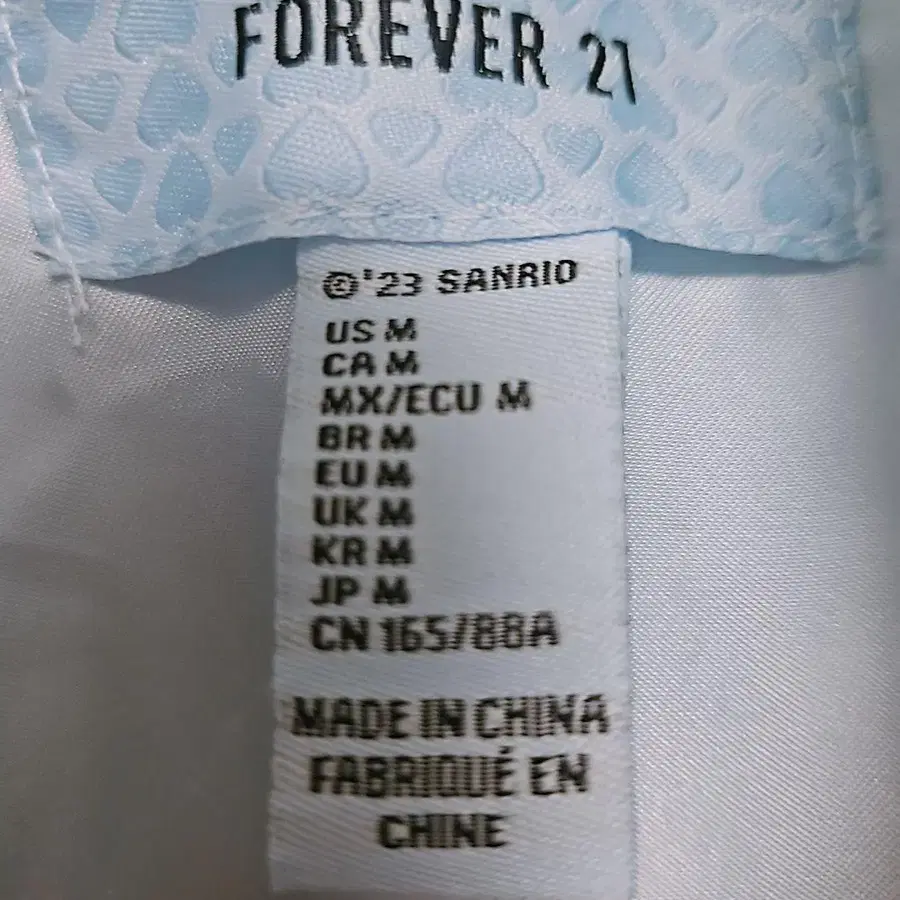 FOREVER 21
©'23 SANRIO
US M
CA M
MX/ECU M
BR M
EU M
UK M
KR M
JP M
CN 165/88A
MADE IN CHINA
FABRIQUÉ EN
CHINE